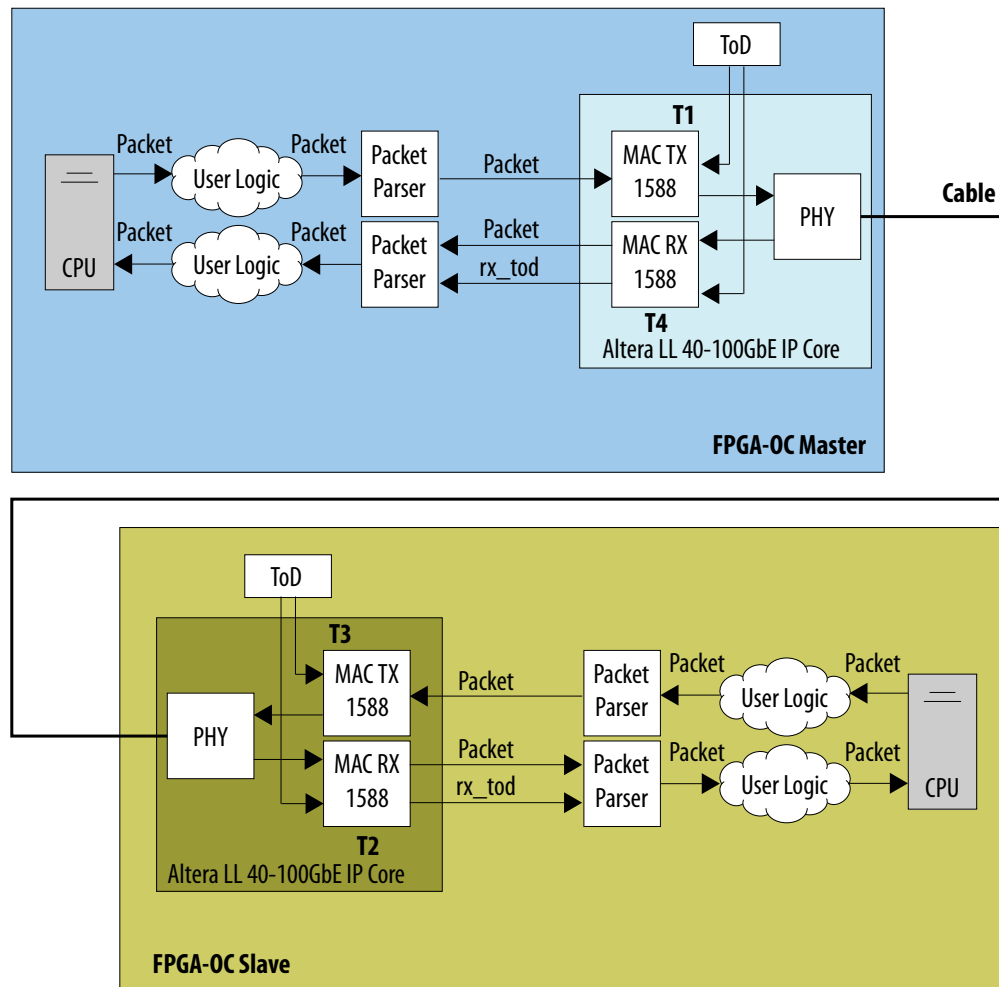 ToD
T1
Packet
Packet
Packet
Parser
Packet
MAC TX
1588
User Logic
Cable
PHY
Packet
Packet
Packet
Parser
Packet
rx_tod
MAC RX
1588
User Logic
CPU
T4
Altera LL 40-100GbE IP Core
FPGA-OC Master
ToD
T3
MAC TX
1588
Packet
Packet
Parser
Packet
Packet
User Logic
PHY
MAC RX
1588
Packet
rx_tod
Packet
Parser
Packet
Packet
User Logic
CPU
T2
Altera LL 40-100GbE IP Core
FPGA-OC Slave